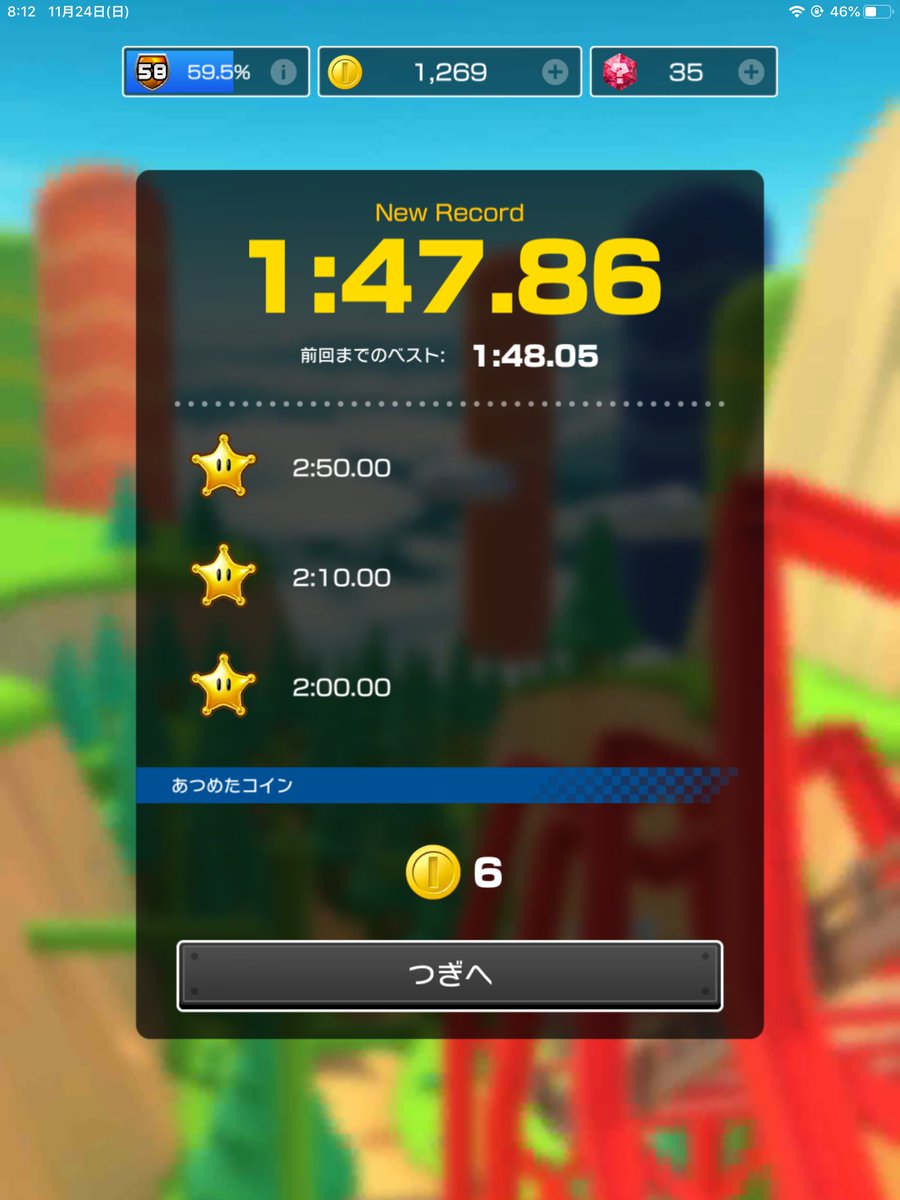 8:12 11月24日(日) 46%
58 59.5% i 1,269 + ? 35 +
New Record
1:47.86
前回までのベスト: 1:48.05
2:50.00
2:10.00
2:00.00
あつめたコイン
6
つぎへ